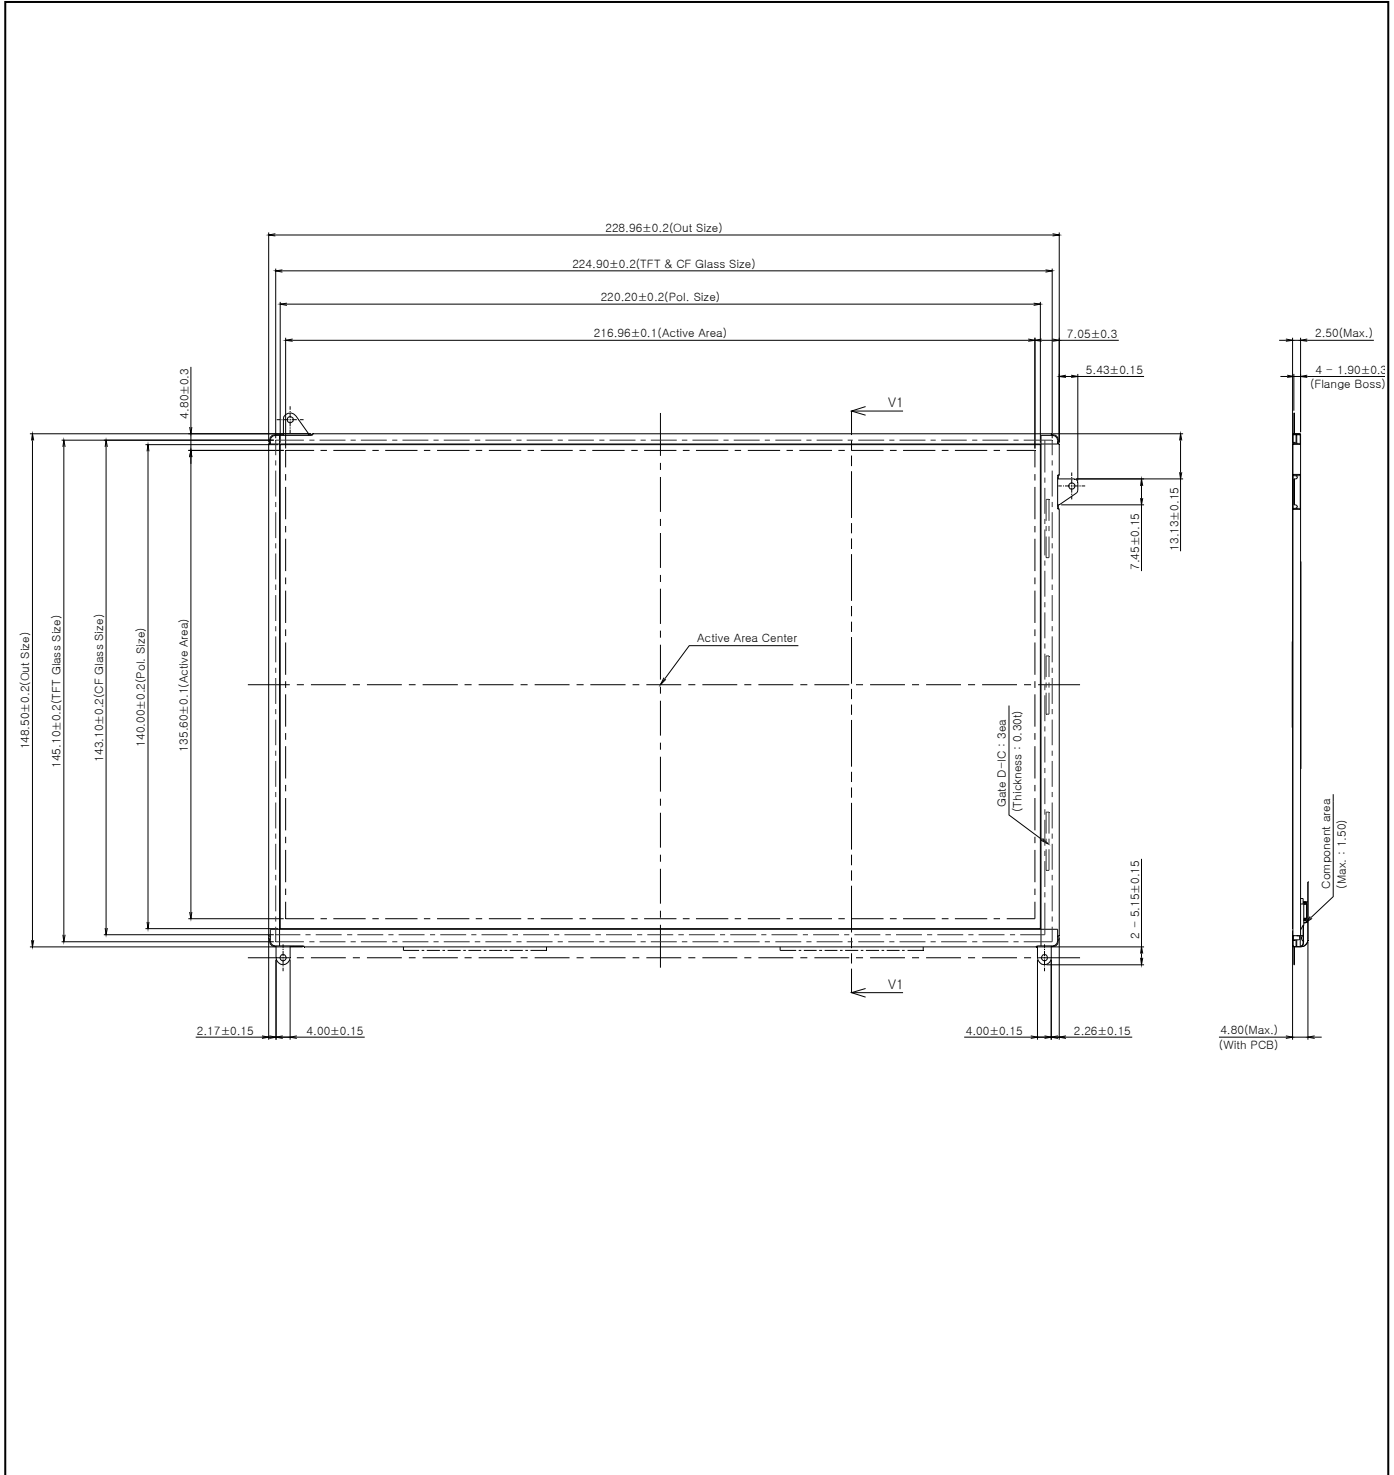 228.96±0.2(Out Size)
224.90±0.2(TFT & CF Glass Size)
220.20±0.2(Pol. Size)
216.96±0.1(Active Area)
7.05±0.3
2.50(Max.)
5.43±0.15
4 - 1.90±0.3
(Flange Boss)
4.80±0.3
V1
13.13±0.15
7.45±0.15
148.50±0.2(Out Size)
145.10±0.2(TFT Glass Size)
143.10±0.2(CF Glass Size)
140.00±0.2(Pol. Size)
135.60±0.1(Active Area)
Active Area Center
Gate D-IC : 3ea
(Thickness : 0.30t)
Component area
(Max. : 1.50)
2 - 5.15±0.15
V1
2.17±0.15
4.00±0.15
4.00±0.15
2.26±0.15
4.80(Max.)
(With PCB)